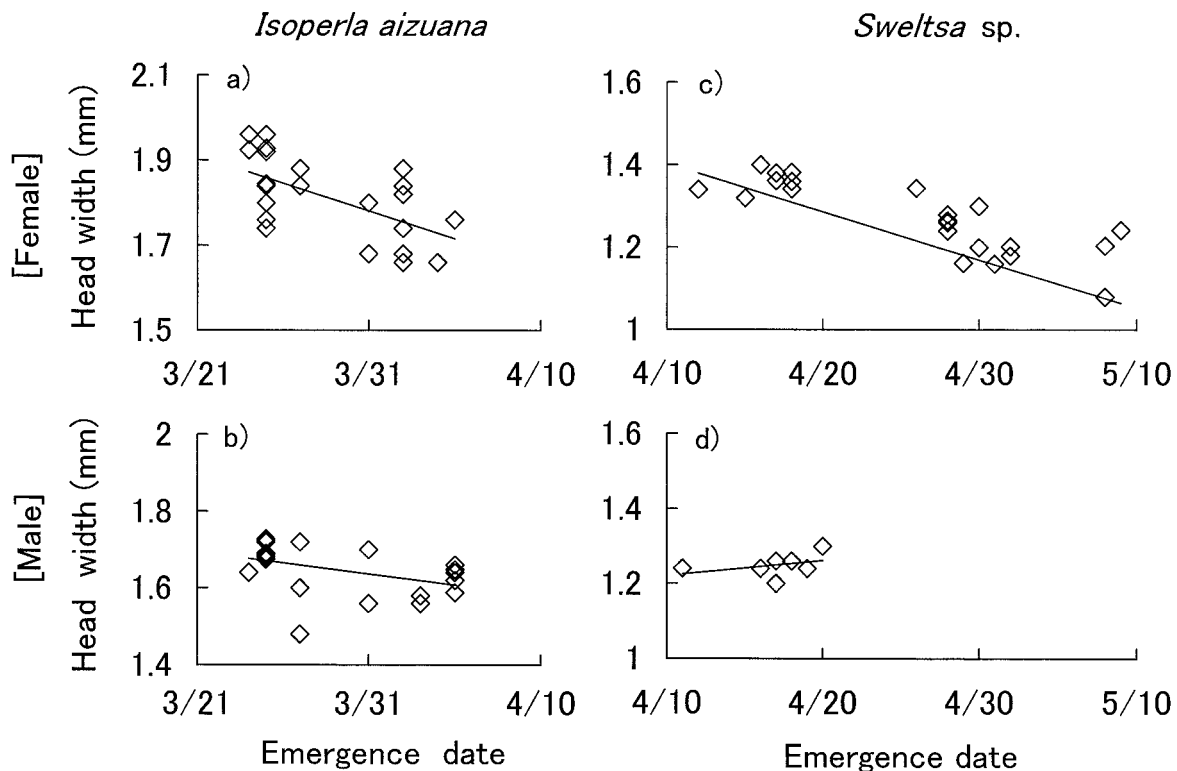 Isoperla aizuana
Sweltsa sp.
[Female]
Head width (mm)
a)
2.1
1.9
1.7
1.5
3/21
3/31
4/10
c)
1.6
1.4
1.2
1
4/10
4/20
4/30
5/10
[Male]
Head width (mm)
b)
2
1.8
1.6
1.4
3/21
3/31
4/10
Emergence date
d)
1.6
1.4
1.2
1
4/10
4/20
4/30
5/10
Emergence date